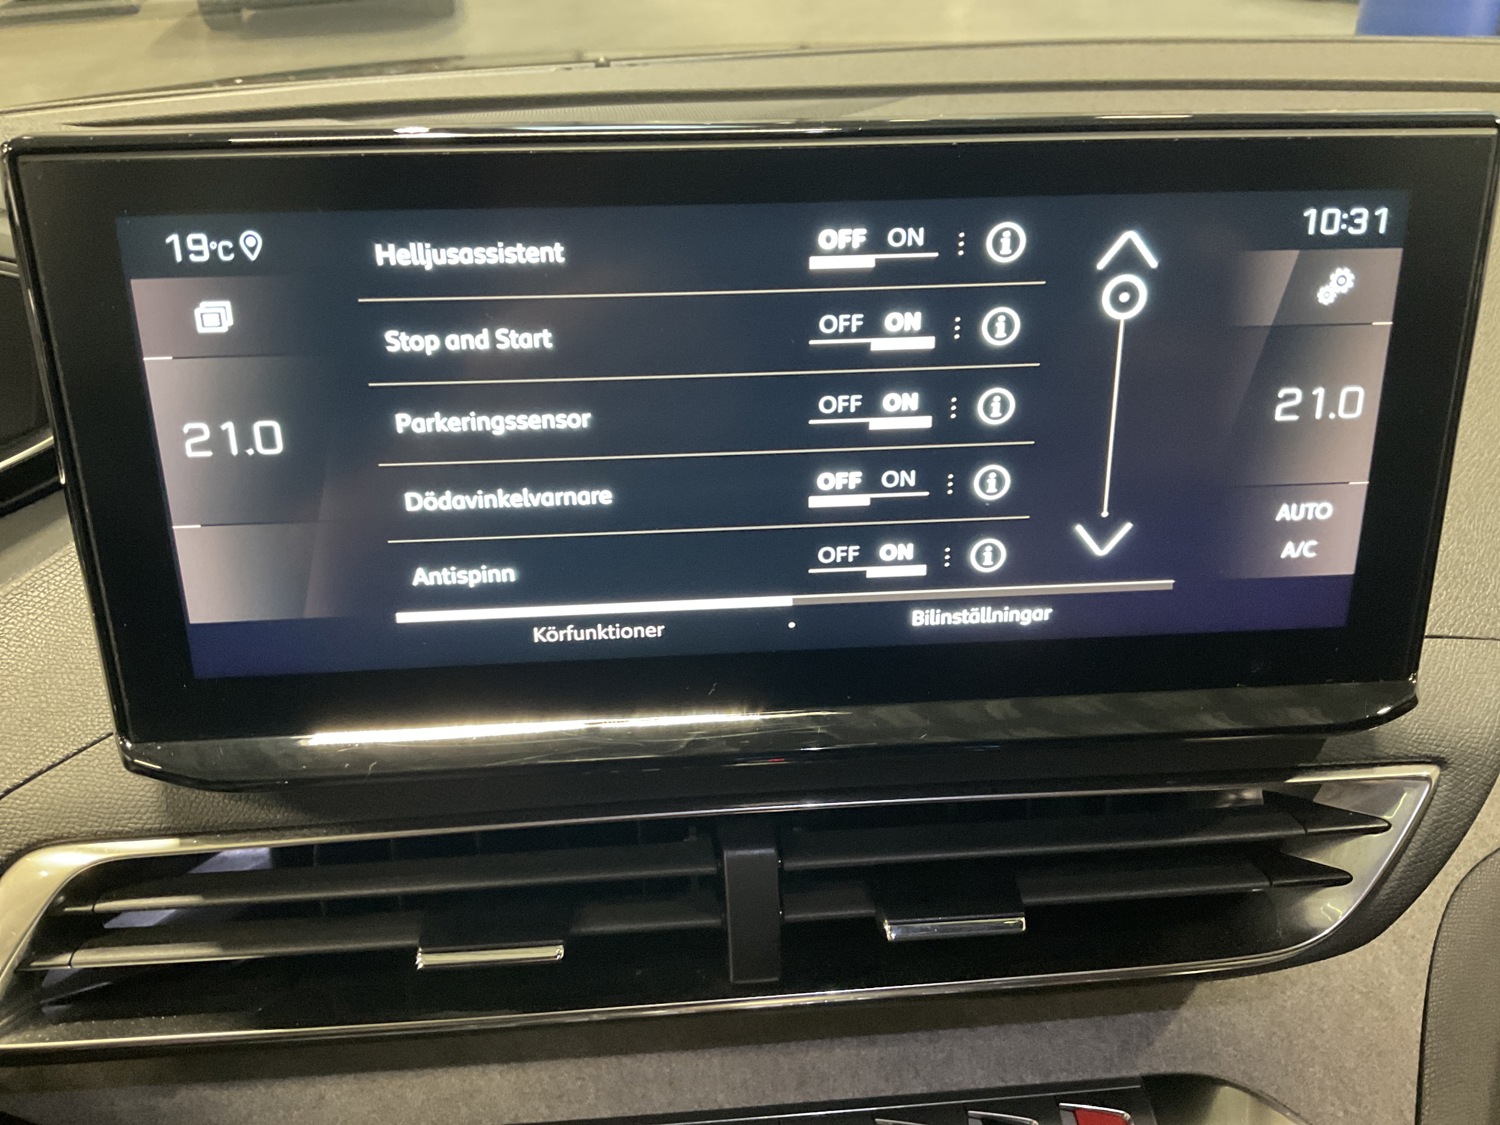 19°C
10:31
Helljusassistent OFF ON
Stop and Start OFF ON
Parkeringssensor OFF ON
Dödavinkelvarnare OFF ON
Antispinn OFF ON
21.0
21.0
AUTO
A/C
Körfunktioner
Bilinställningar